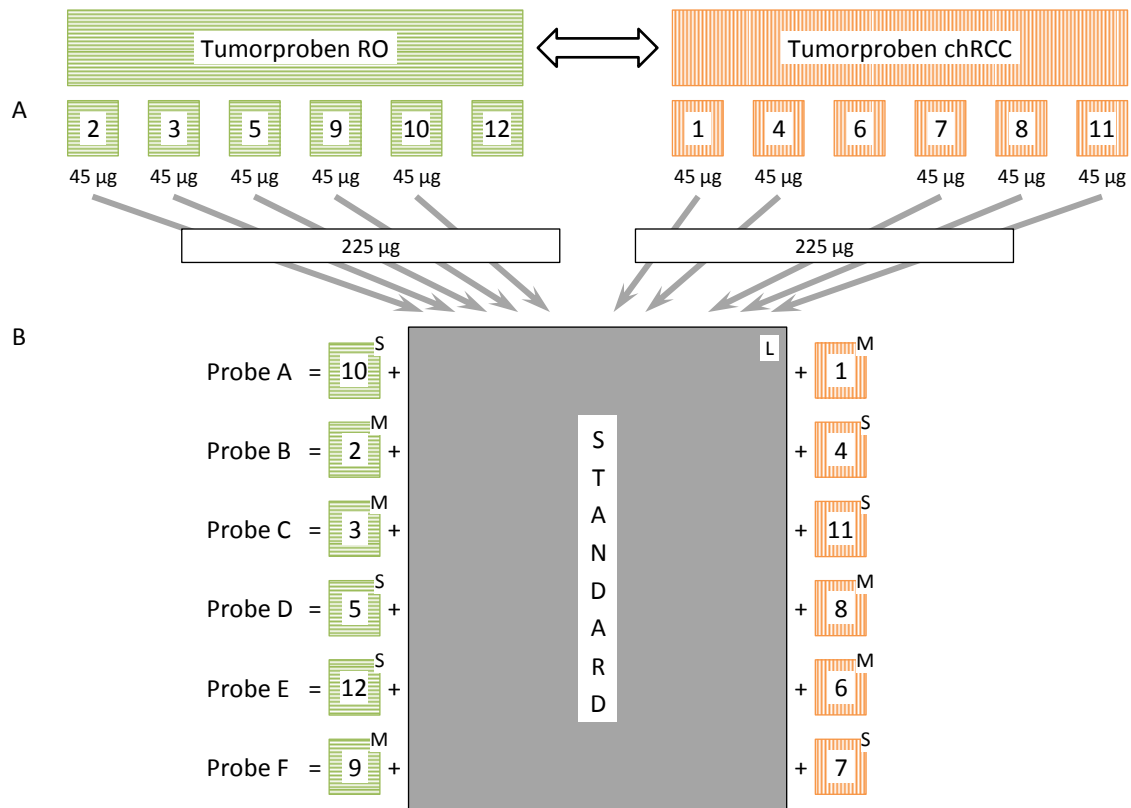 Tumorproben RO
Tumorproben chRCC
A
2 3 5 9 10 12
1 4 6 7 8 11
45 µg 45 µg 45 µg 45 µg 45 µg
45 µg 45 µg 45 µg 45 µg 45 µg
225 µg
225 µg
B
L
S
T
A
N
D
A
R
D
Probe A = 10 S + + 1 M
Probe B = 2 M + + 4 S
Probe C = 3 M + + 11 S
Probe D = 5 S + + 8 M
Probe E = 12 S + + 6 M
Probe F = 9 M + + 7 S